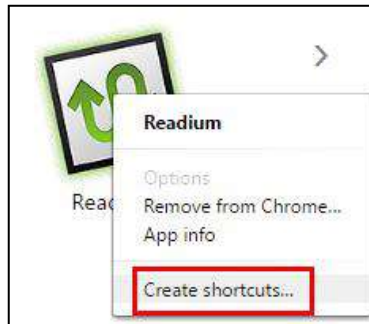 Readium
Options
Remove from Chrome...
App info
Create shortcuts...